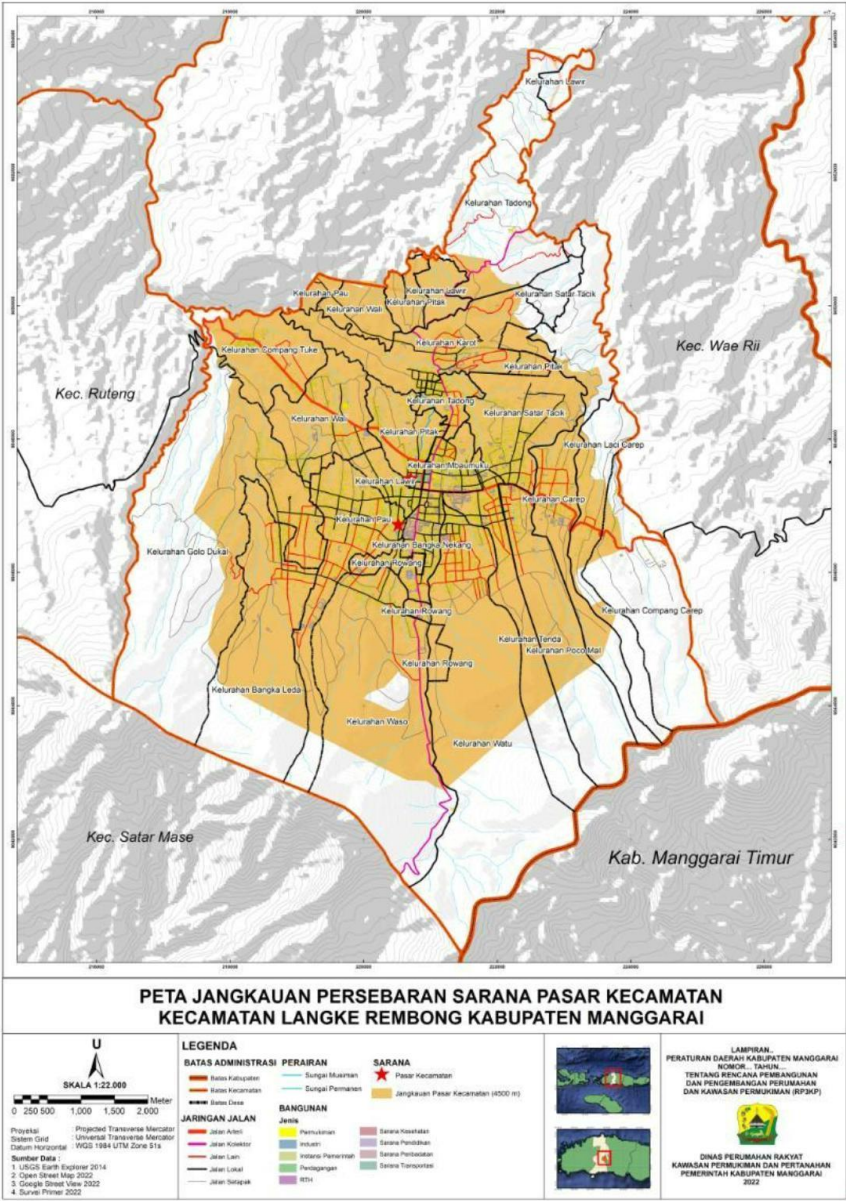 Kelurahan Lawir
Kelurahan Tadong
Kelurahan Pau
Kelurahan Lawir
Kelurahan Pitak
Kelurahan Wali
Kelurahan Satar Tacik
Kelurahan Karot
Kec. Wae Rii
Kelurahan Compang Tuke
Kelurahan Pitak
Kec. Ruteng
Kelurahan Tadong
Kelurahan Satar Tacik
Kelurahan Wali
Kelurahan Pitak
Kelurahan Laci Carep
Kelurahan Mbaumuku
Kelurahan Lawir
Kelurahan Carep
Kelurahan Pau
Kelurahan Bangka Nekang
Kelurahan Golo Dukal
Kelurahan Rowang
Kelurahan Rowang
Kelurahan Compang Carep
Kelurahan Tenda
Kelurahan Poco Mal
Kelurahan Rowang
Kelurahan Bangka Leda
Kelurahan Waso
Kelurahan Watu
Kec. Satar Mase
Kab. Manggarai Timur
PETA JANGKAUAN PERSEBARAN SARANA PASAR KECAMATAN
KECAMATAN LANGKE REMBONG KABUPATEN MANGGARAI
U
SKALA 1:22.000
0 250 500 1.000 1.500 2.000 Meter
Proyeksi : Projected Transverse Mercator
Sistem Grid : Universal Transverse Mercator
Datum Horizontal : WGS 1984 UTM Zone 51s
Sumber Data :
1. USGS Earth Explorer 2014
2. Open Street Map 2022
3. Google Street View 2022
4. Survei Primer 2022
LEGENDA
BATAS ADMINISTRASI
Batas Kabupaten
Batas Kecamatan
Batas Desa
JARINGAN JALAN
Jalan Arteri
Jalan Kolektor
Jalan Lain
Jalan Lokal
Jalan Setapak
PERAIRAN
Sungai Musiman
Sungai Permanen
BANGUNAN
Jenis
Permukiman
Industri
Instansi Pemerintah
Perdagangan
RTH
Sarana Kesehatan
Sarana Pendidikan
Sarana Peribadatan
Sarana Transportasi
SARANA
Pasar Kecamatan
Jangkauan Pasar Kecamatan (4500 m)
LAMPIRAN..
PERATURAN DAERAH KABUPATEN MANGGARAI
NOMOR... TAHUN....
TENTANG RENCANA PEMBANGUNAN
DAN PENGEMBANGAN PERUMAHAN
DAN KAWASAN PERMUKIMAN (RP3KP)
DINAS PERUMAHAN RAKYAT
KAWASAN PERMUKIMAN DAN PERTANAHAN
PEMERINTAH KABUPATEN MANGGARAI
2022